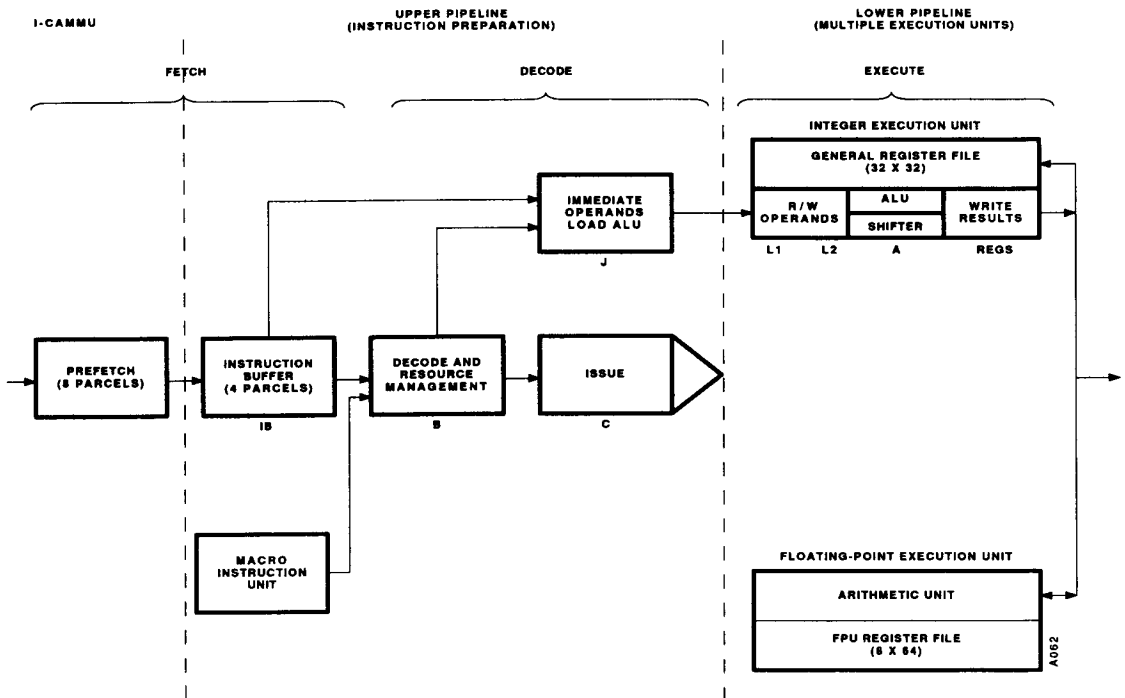 I-CAMMU
UPPER PIPELINE
(INSTRUCTION PREPARATION)
LOWER PIPELINE
(MULTIPLE EXECUTION UNITS)
FETCH
DECODE
EXECUTE
INTEGER EXECUTION UNIT
GENERAL REGISTER FILE
(32 X 32)
R/W
OPERANDS
ALU
SHIFTER
WRITE
RESULTS
L1
L2
A
REGS
IMMEDIATE
OPERANDS
LOAD ALU
J
PREFETCH
(8 PARCELS)
INSTRUCTION
BUFFER
(4 PARCELS)
IB
DECODE AND
RESOURCE
MANAGEMENT
B
ISSUE
C
MACRO
INSTRUCTION
UNIT
FLOATING-POINT EXECUTION UNIT
ARITHMETIC UNIT
FPU REGISTER FILE
(8 X 64)
A062